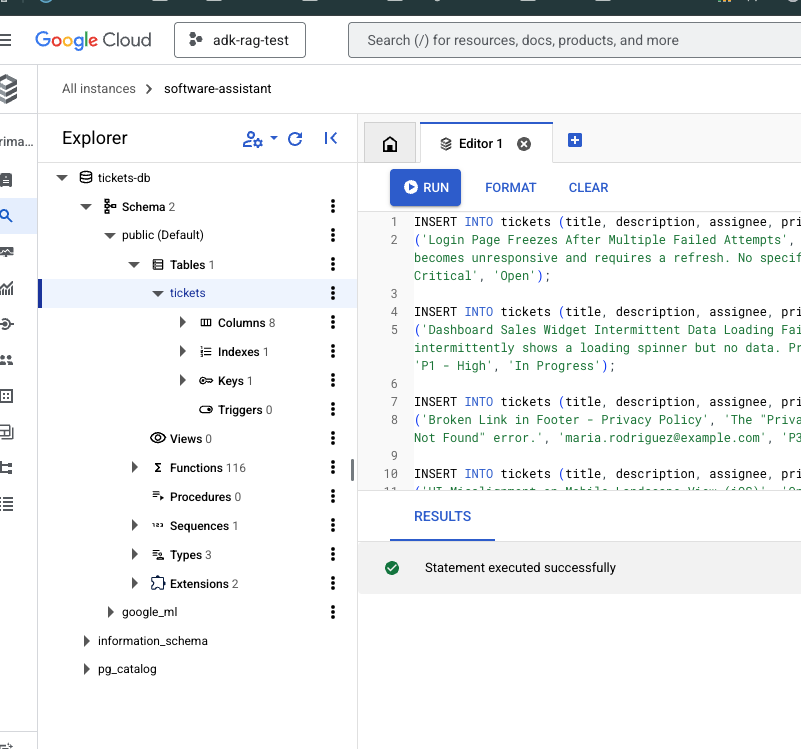 Google Cloud
adk-rag-test
Search (/) for resources, docs, products, and more
All instances
software-assistant
Explorer
Editor 1
tickets-db
Schema 2
public (Default)
Tables 1
tickets
Columns 8
Indexes 1
Keys 1
Triggers 0
Views 0
Functions 116
Procedures 0
Sequences 1
Types 3
Extensions 2
google_ml
information_schema
pg_catalog
RUN
FORMAT
CLEAR
1 INSERT INTO tickets (title, description, assignee, pri
2 ('Login Page Freezes After Multiple Failed Attempts',
becomes unresponsive and requires a refresh. No specif
Critical', 'Open');
3
4 INSERT INTO tickets (title, description, assignee, pri
5 ('Dashboard Sales Widget Intermittent Data Loading Fai
intermittently shows a loading spinner but no data. Pr
'P1 - High', 'In Progress');
6
7 INSERT INTO tickets (title, description, assignee, pri
8 ('Broken Link in Footer - Privacy Policy', 'The "Priva
Not Found" error.', 'maria.rodriguez@example.com', 'P3
9
10 INSERT INTO tickets (title, description, assignee, pri
RESULTS
Statement executed successfully